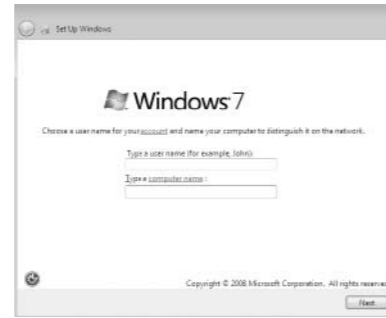 Set Up Windows
Windows 7
Choose a user name for your account and name your computer to distinguish it on the network.
Type a user name (for example, John):
Type a computer name :
Copyright © 2008 Microsoft Corporation. All rights reserved
Next